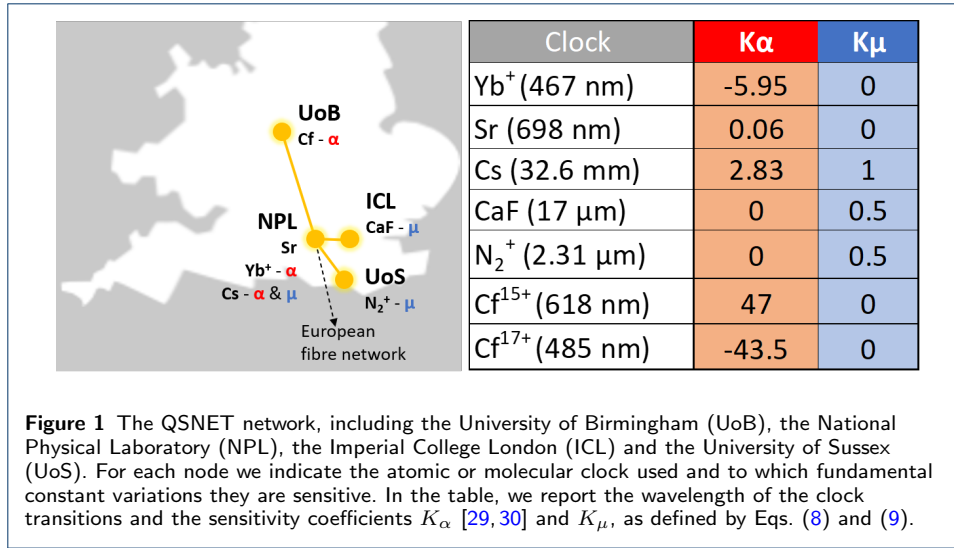 UoB
Cf - α
ICL
CaF - μ
NPL
Sr
Yb⁺ - α
Cs - α & μ
UoS
N₂⁺ - μ
European
fibre network
Clock Kα Kμ
Yb⁺ (467 nm) -5.95 0
Sr (698 nm) 0.06 0
Cs (32.6 mm) 2.83 1
CaF (17 μm) 0 0.5
N₂⁺ (2.31 μm) 0 0.5
Cf¹⁵⁺ (618 nm) 47 0
Cf¹⁷⁺ (485 nm) -43.5 0
Figure 1 The QSNET network, including the University of Birmingham (UoB), the National
Physical Laboratory (NPL), the Imperial College London (ICL) and the University of Sussex
(UoS). For each node we indicate the atomic or molecular clock used and to which fundamental
constant variations they are sensitive. In the table, we report the wavelength of the clock
transitions and the sensitivity coefficients Kα [29, 30] and Kμ, as defined by Eqs. (8) and (9).